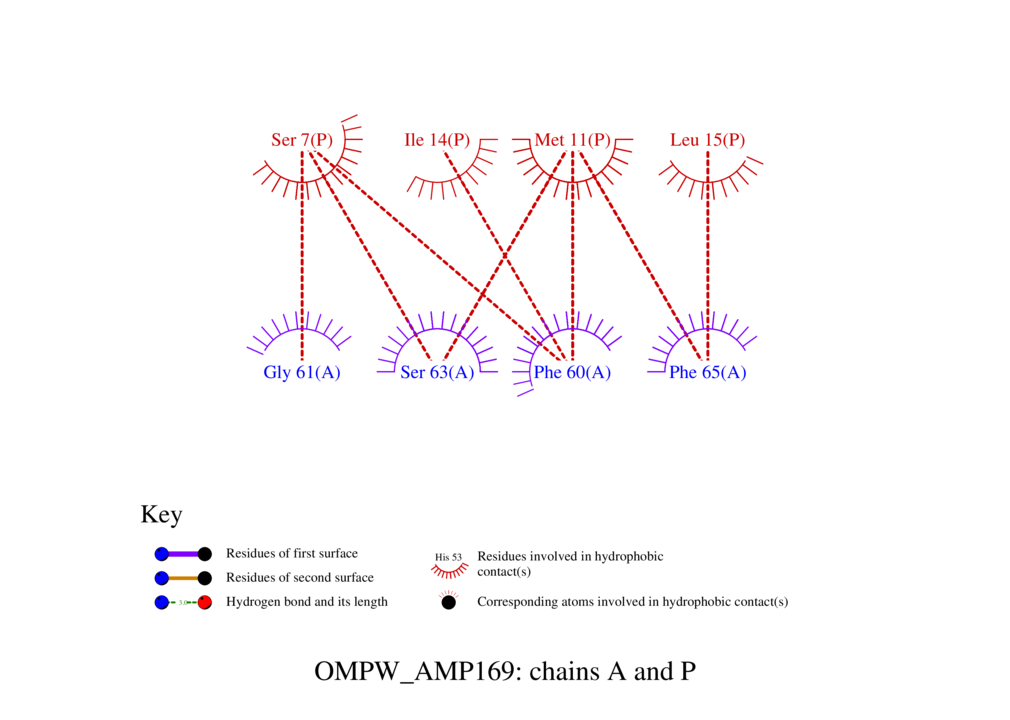 Ser 7(P) Ile 14(P) Met 11(P) Leu 15(P)
Gly 61(A) Ser 63(A) Phe 60(A) Phe 65(A)
Key
Residues of first surface
Residues of second surface
3.0
Hydrogen bond and its length
His 53
Residues involved in hydrophobic
contact(s)
Corresponding atoms involved in hydrophobic contact(s)
OMPW_AMP169: chains A and P